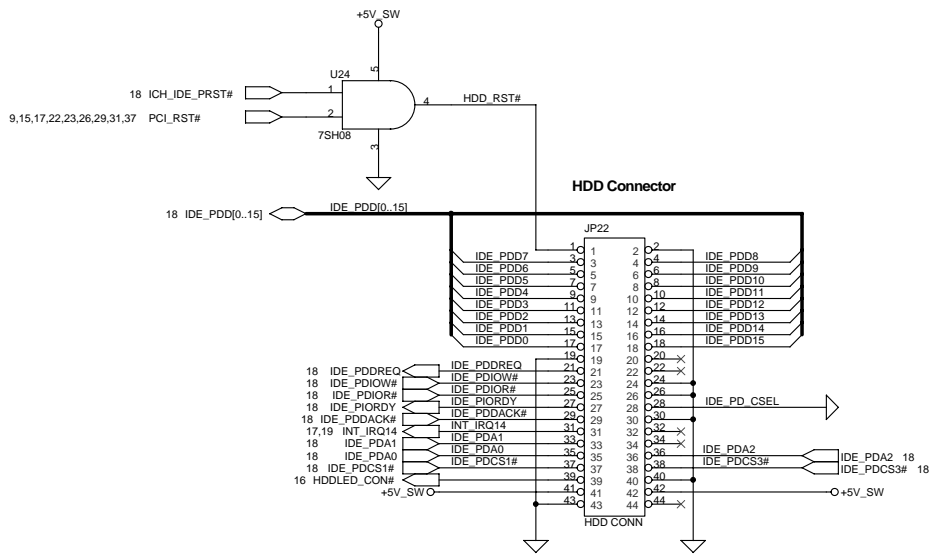 +5V_SW
U24
5
18 ICH_IDE_PRST#
1
9,15,17,22,23,26,29,31,37 PCI_RST#
2
4
HDD_RST#
7SH08
3
HDD Connector
18 IDE_PDD[0..15]
IDE_PDD[0..15]
JP22
1 1 2 2
IDE_PDD7 3 3 4 4 IDE_PDD8
IDE_PDD6 5 5 6 6 IDE_PDD9
IDE_PDD5 7 7 8 8 IDE_PDD10
IDE_PDD4 9 9 10 10 IDE_PDD11
IDE_PDD3 11 11 12 12 IDE_PDD12
IDE_PDD2 13 13 14 14 IDE_PDD13
IDE_PDD1 15 15 16 16 IDE_PDD14
IDE_PDD0 17 17 18 18 IDE_PDD15
19 19 20 20
18 IDE_PDDREQ IDE_PDDREQ 21 21 22 22
18 IDE_PDIOW# IDE_PDIOW# 23 23 24 24
18 IDE_PDIOR# IDE_PDIOR# 25 25 26 26
18 IDE_PIORDY IDE_PIORDY 27 27 28 28 IDE_PD_CSEL
18 IDE_PDDACK# IDE_PDDACK# 29 29 30 30
17,19 INT_IRQ14 INT_IRQ14 31 31 32 32
18 IDE_PDA1 IDE_PDA1 33 33 34 34
18 IDE_PDA0 IDE_PDA0 35 35 36 36 IDE_PDA2 IDE_PDA2 18
18 IDE_PDCS1# IDE_PDCS1# 37 37 38 38 IDE_PDCS3# IDE_PDCS3# 18
16 HDDLED_CON# 39 39 40 40
+5V_SW 41 41 42 42 +5V_SW
43 43 44 44
HDD CONN